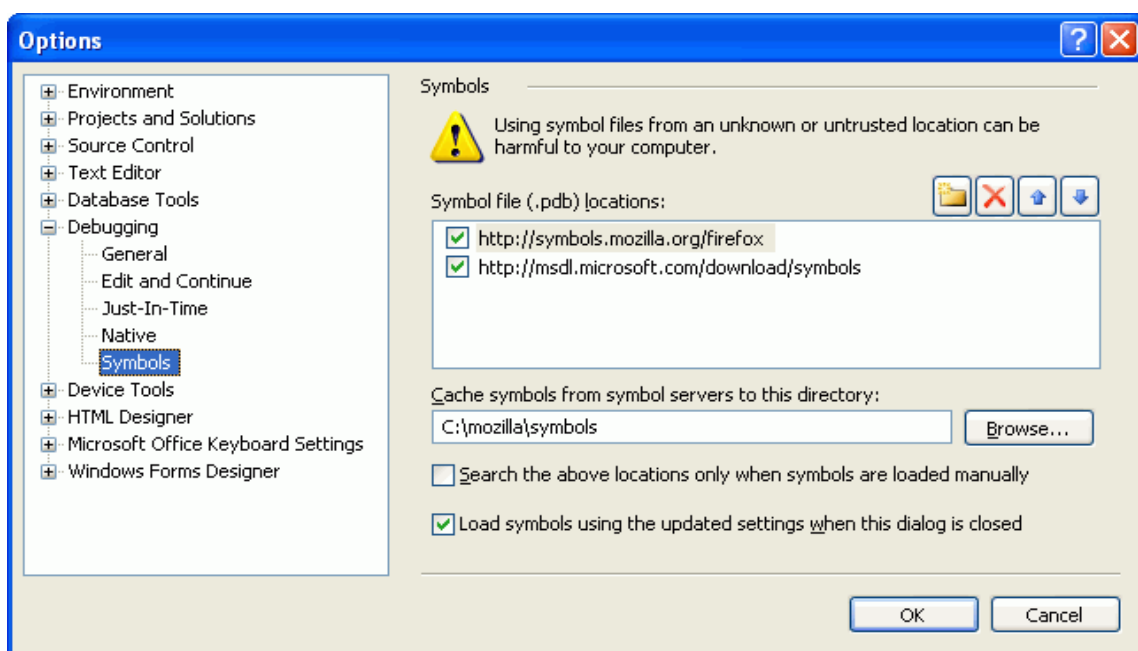 Options
Environment
Projects and Solutions
Source Control
Text Editor
Database Tools
Debugging
General
Edit and Continue
Just-In-Time
Native
Symbols
Device Tools
HTML Designer
Microsoft Office Keyboard Settings
Windows Forms Designer
Symbols
Using symbol files from an unknown or untrusted location can be
harmful to your computer.
Symbol file (.pdb) locations:
http://symbols.mozilla.org/firefox
http://msdl.microsoft.com/download/symbols
Cache symbols from symbol servers to this directory:
C:\mozilla\symbols
Browse...
Search the above locations only when symbols are loaded manually
Load symbols using the updated settings when this dialog is closed
OK
Cancel